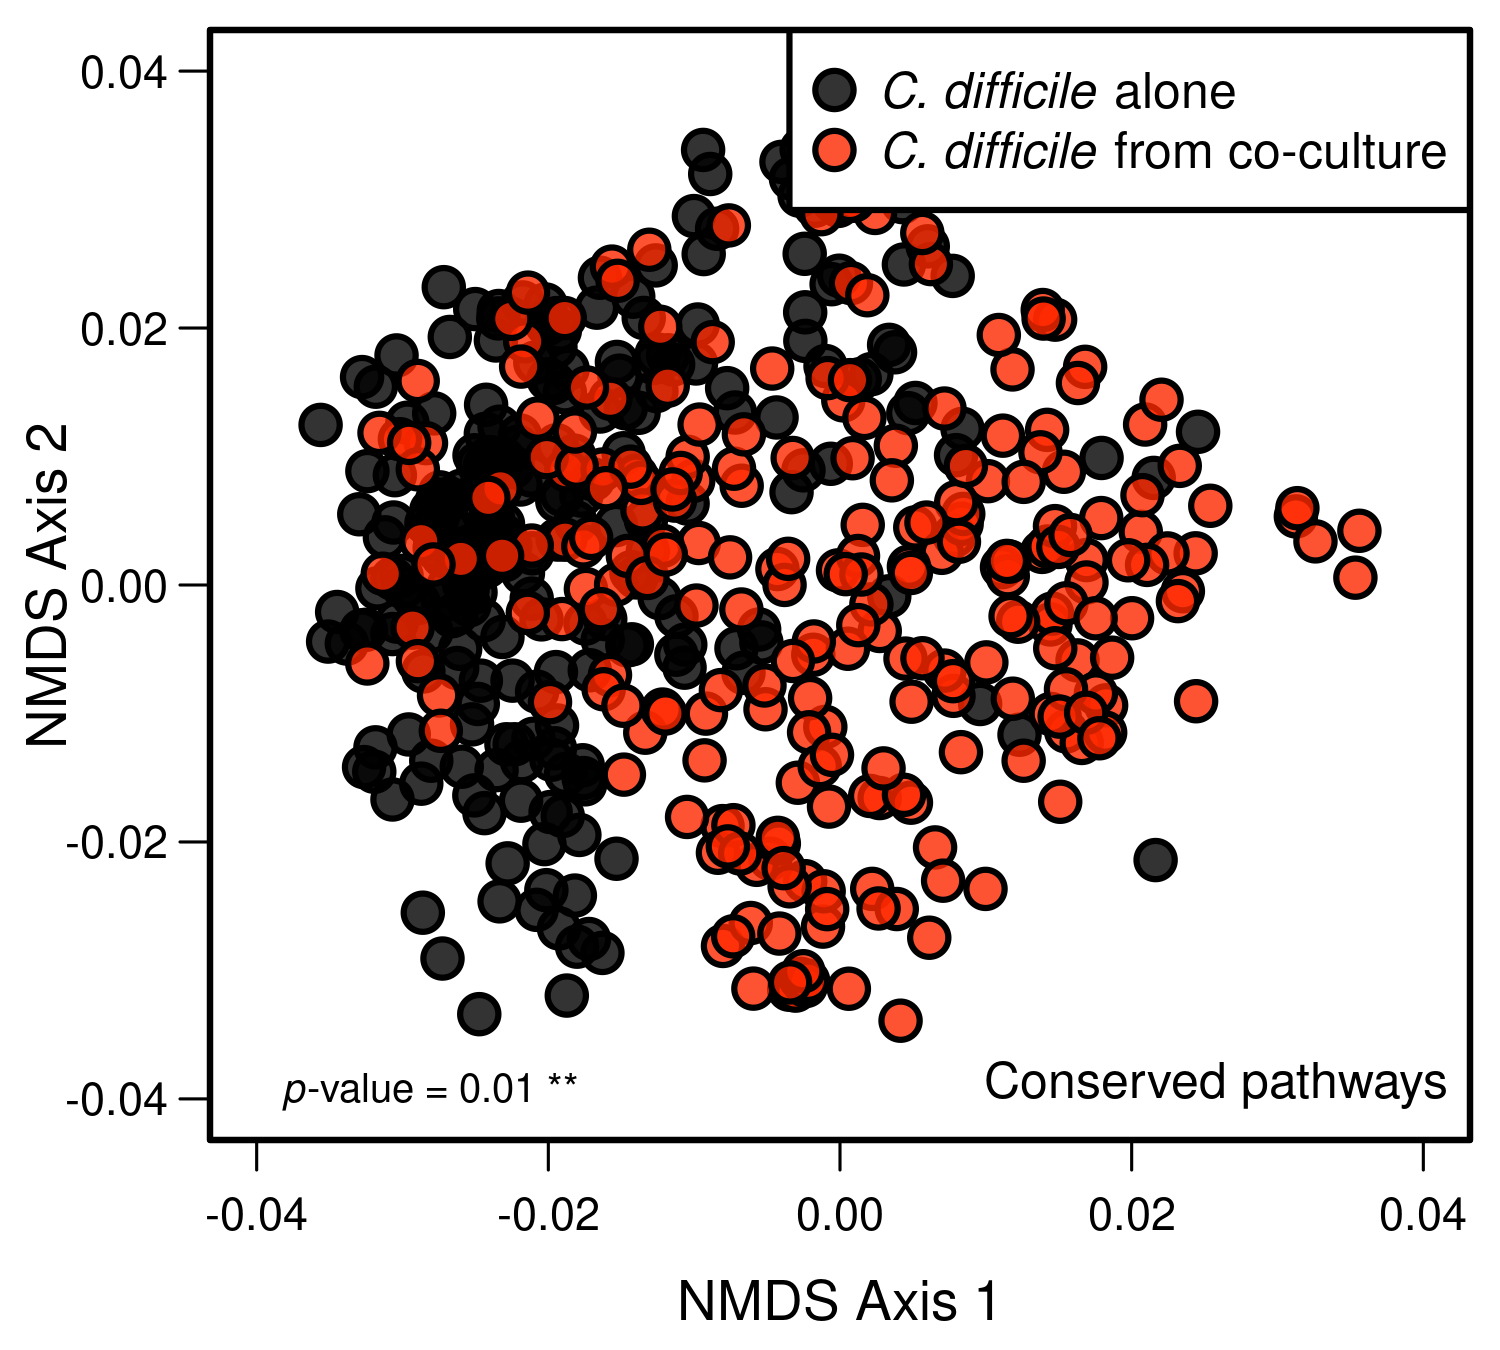 C. difficile alone
C. difficile from co-culture
0.04
0.02
0.00
-0.02
-0.04
NMDS Axis 2
p-value = 0.01 **
Conserved pathways
-0.04 -0.02 0.00 0.02 0.04
NMDS Axis 1